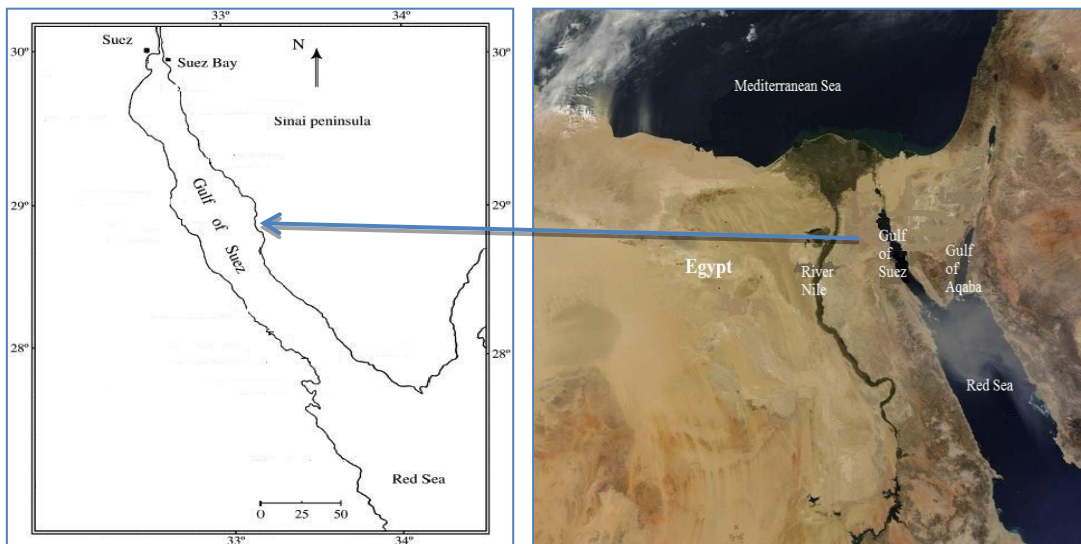 33º
34º
30º
30º
Suez
N
Suez Bay
Sinai peninsula
29º
29º
Gulf
of
Suez
28º
28º
Red Sea
0 25 50
33º
34º
Mediterranean Sea
Egypt
River
Nile
Gulf
of
Suez
Gulf
of
Aqaba
Red Sea